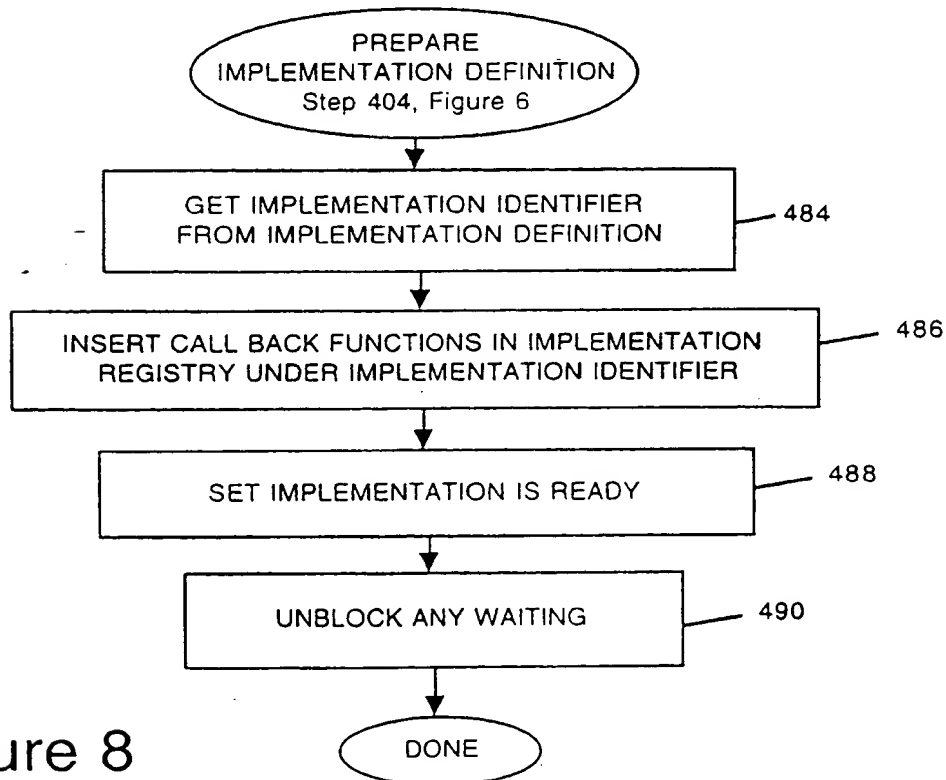 PREPARE
IMPLEMENTATION DEFINITION
Step 404, Figure 6
GET IMPLEMENTATION IDENTIFIER
FROM IMPLEMENTATION DEFINITION
484
INSERT CALL BACK FUNCTIONS IN IMPLEMENTATION
REGISTRY UNDER IMPLEMENTATION IDENTIFIER
486
SET IMPLEMENTATION IS READY
488
UNBLOCK ANY WAITING
490
DONE
ure 8